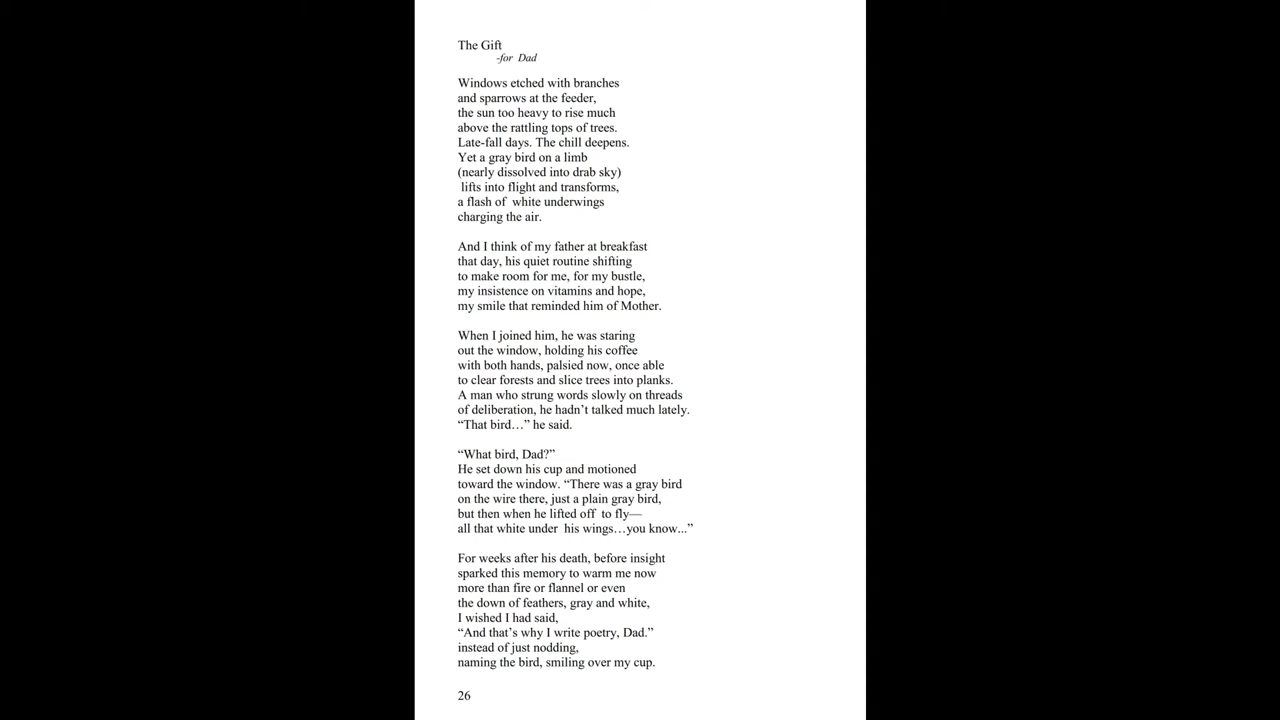 The Gift
-for Dad
Windows etched with branches
and sparrows at the feeder,
the sun too heavy to rise much
above the rattling tops of trees.
Late-fall days. The chill deepens.
Yet a gray bird on a limb
(nearly dissolved into drab sky)
lifts into flight and transforms,
a flash of white underwings
charging the air.
And I think of my father at breakfast
that day, his quiet routine shifting
to make room for me, for my bustle,
my insistence on vitamins and hope,
my smile that reminded him of Mother.
When I joined him, he was staring
out the window, holding his coffee
with both hands, palsied now, once able
to clear forests and slice trees into planks.
A man who strung words slowly on threads
of deliberation, he hadn’t talked much lately.
“That bird…” he said.
“What bird, Dad?”
He set down his cup and motioned
toward the window. “There was a gray bird
on the wire there, just a plain gray bird,
but then when he lifted off to fly—
all that white under his wings…you know...”
For weeks after his death, before insight
sparked this memory to warm me now
more than fire or flannel or even
the down of feathers, gray and white,
I wished I had said,
“And that’s why I write poetry, Dad.”
instead of just nodding,
naming the bird, smiling over my cup.
26